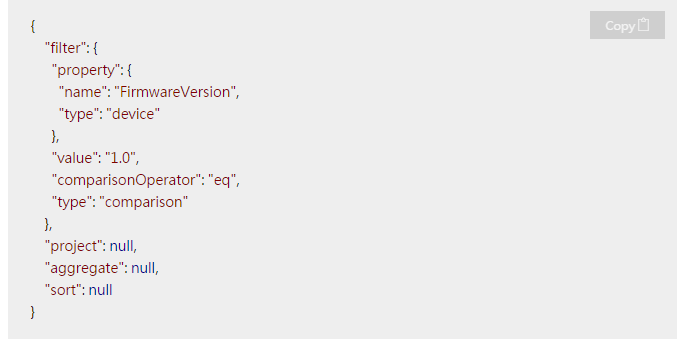 Copy
{
"filter": {
"property": {
"name": "FirmwareVersion",
"type": "device"
},
"value": "1.0",
"comparisonOperator": "eq",
"type": "comparison"
},
"project": null,
"aggregate": null,
"sort": null
}